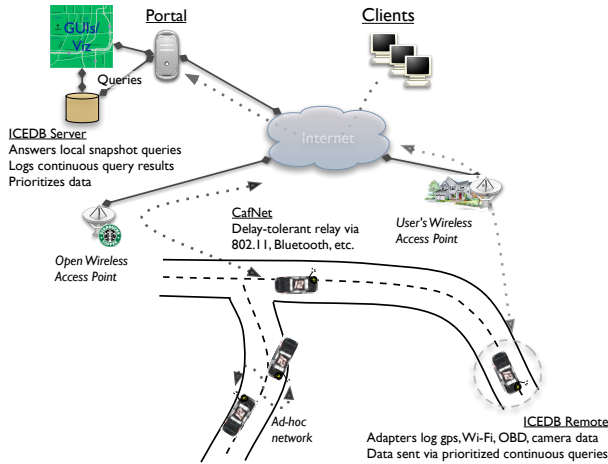 Portal
Clients
GUIs/
Viz
Queries
Internet
ICEDB Server
Answers local snapshot queries
Logs continuous query results
Prioritizes data
CafNet
Delay-tolerant relay via
802.11, Bluetooth, etc.
User's Wireless
Access Point
Open Wireless
Access Point
Ad-hoc
network
ICEDB Remote
Adapters log gps, Wi-Fi, OBD, camera data
Data sent via prioritized continuous queries